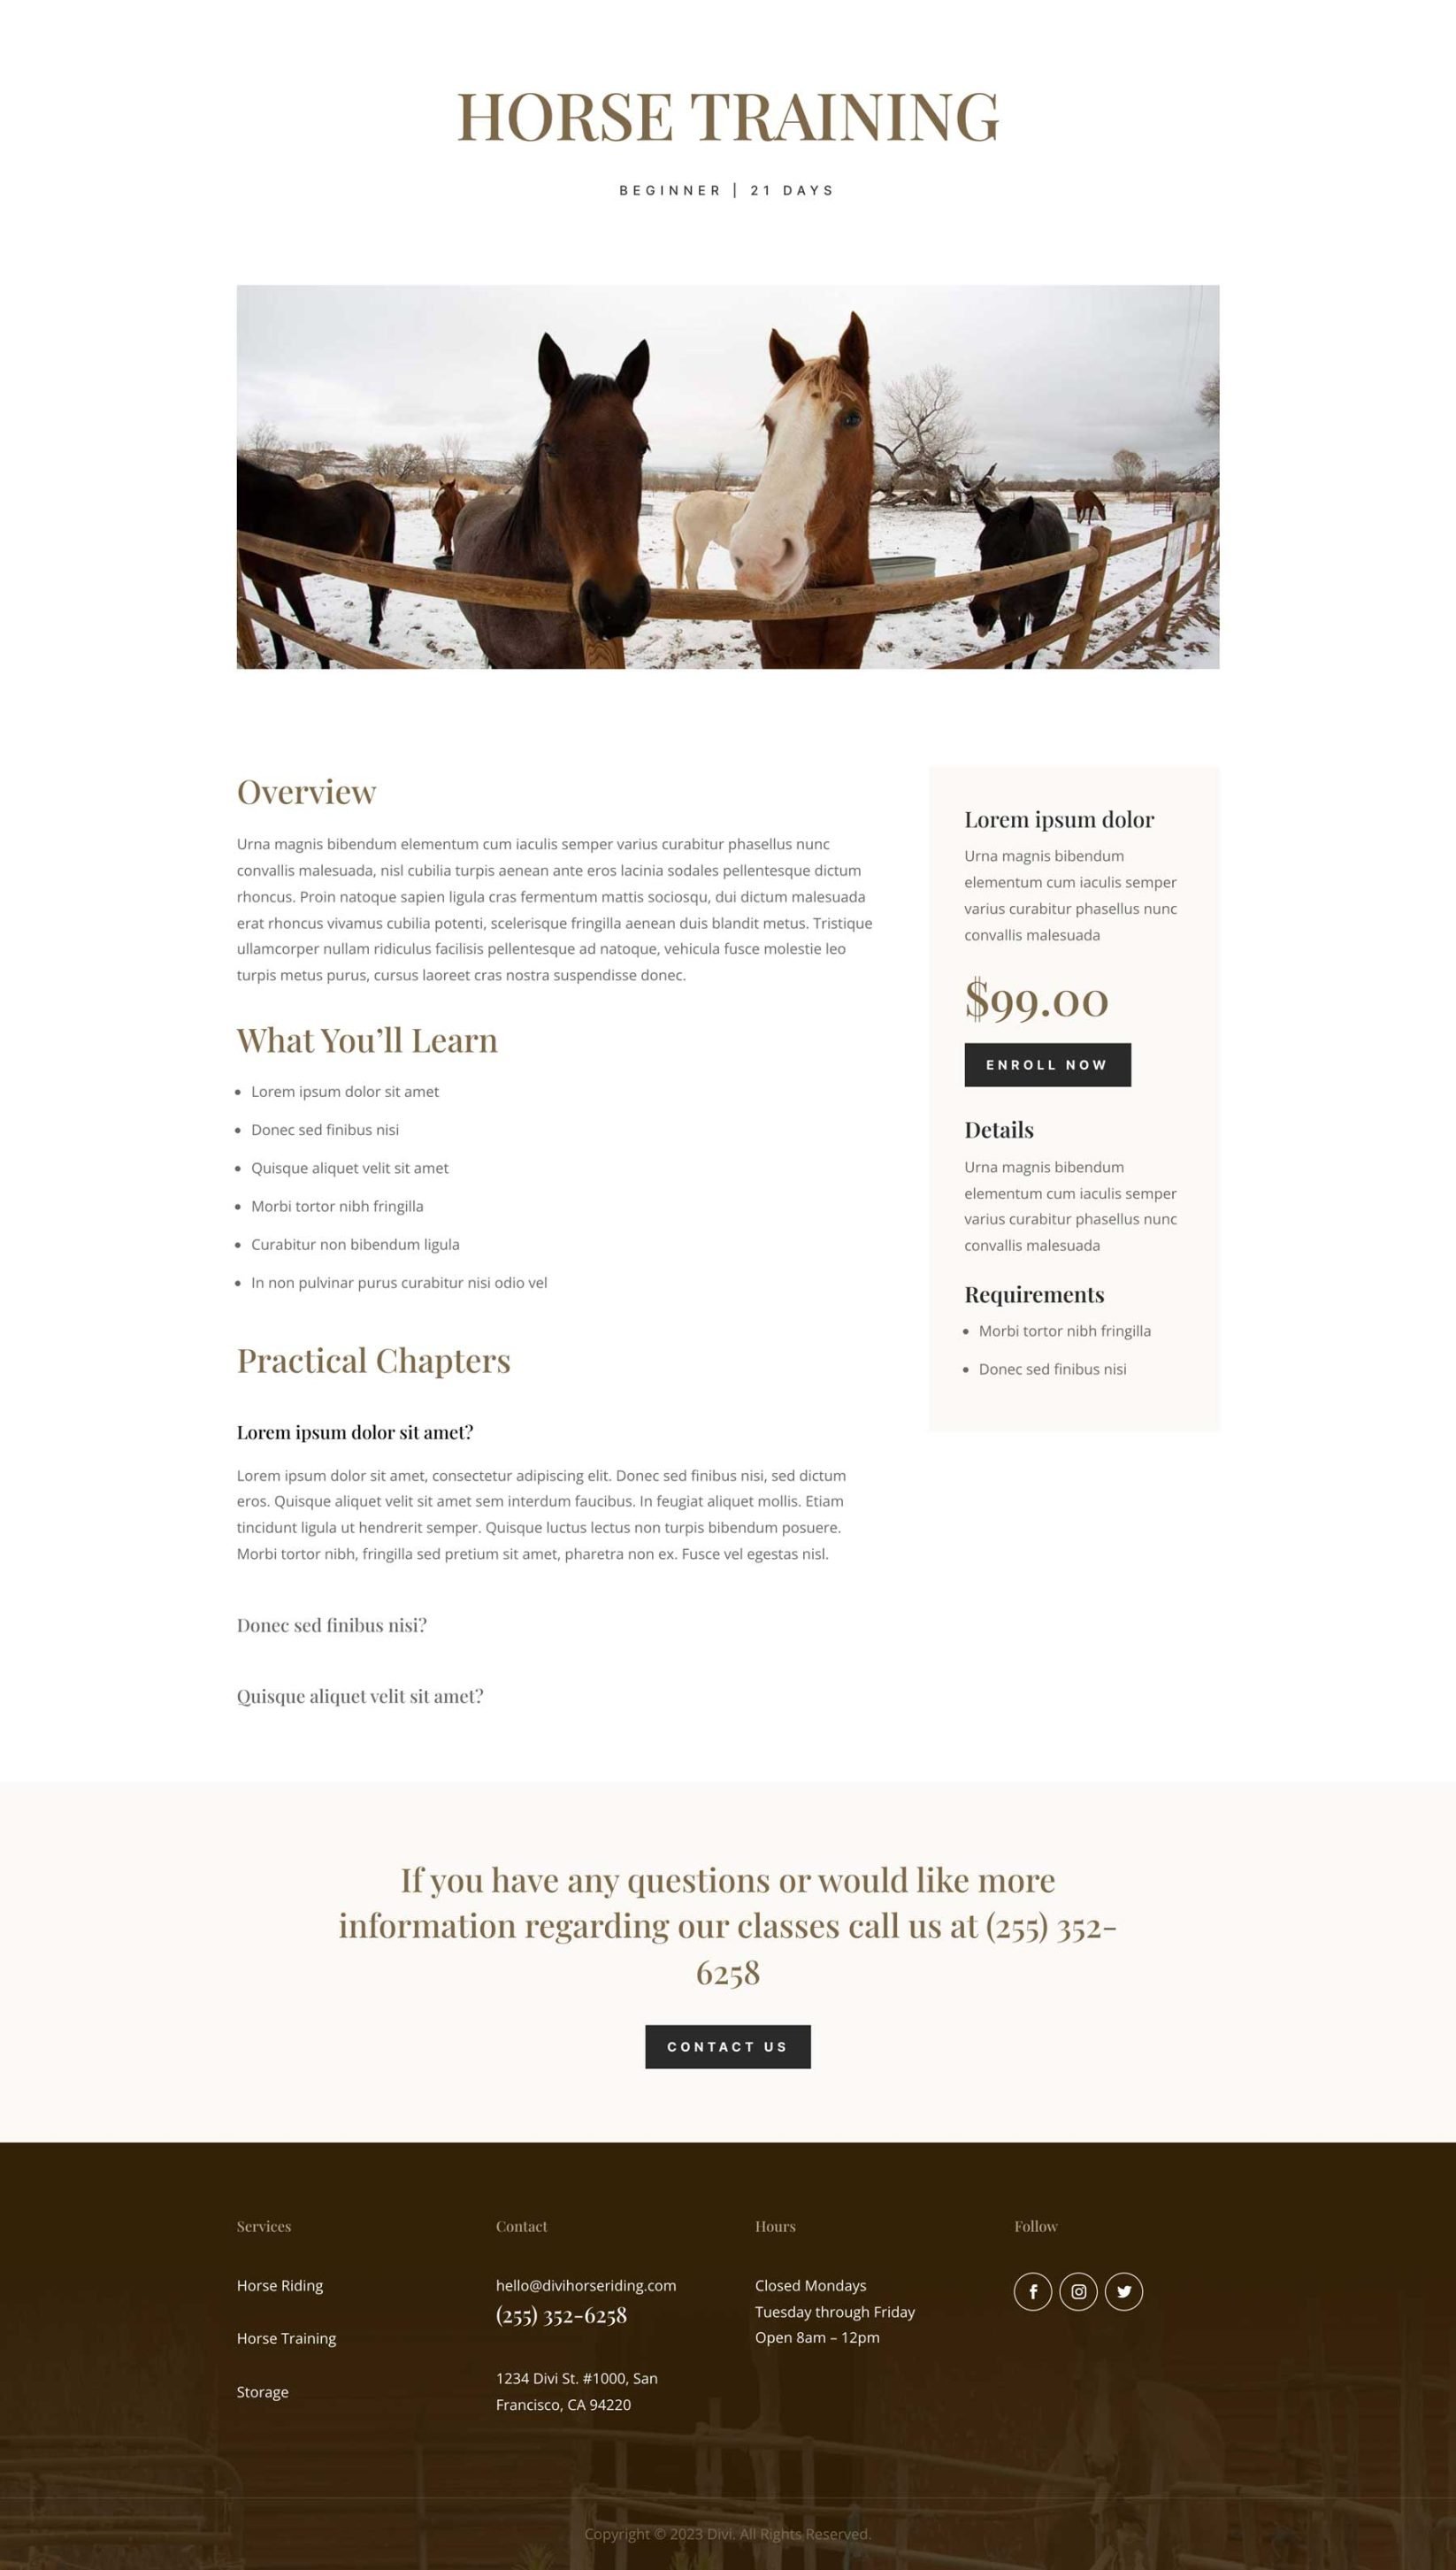 HORSE TRAINING
BEGINNER | 21 DAYS
Overview
Urna magnis bibendum elementum cum iaculis semper varius curabitur phasellus nunc
convallis malesuada, nisl cubilia turpis aenean ante eros lacinia sodales pellentesque dictum
rhoncus. Proin natoque sapien ligula cras fermentum mattis sociosqu, dui dictum malesuada
erat rhoncus vivamus cubilia potenti, scelerisque fringilla aenean duis blandit metus. Tristique
ullamcorper nullam ridiculus facilisis pellentesque ad natoque, vehicula fusce molestie leo
turpis metus purus, cursus laoreet cras nostra suspendisse donec.
What You’ll Learn
• Lorem ipsum dolor sit amet
• Donec sed finibus nisi
• Quisque aliquet velit sit amet
• Morbi tortor nibh fringilla
• Curabitur non bibendum ligula
• In non pulvinar purus curabitur nisi odio vel
Practical Chapters
Lorem ipsum dolor sit amet?
Lorem ipsum dolor sit amet, consectetur adipiscing elit. Donec sed finibus nisi, sed dictum
eros. Quisque aliquet velit sit amet sem interdum faucibus. In feugiat aliquet mollis. Etiam
tincidunt ligula ut hendrerit semper. Quisque luctus lectus non turpis bibendum posuere.
Morbi tortor nibh, fringilla sed pretium sit amet, pharetra non ex. Fusce vel egestas nisl.
Donec sed finibus nisi?
Quisque aliquet velit sit amet?
Lorem ipsum dolor
Urna magnis bibendum
elementum cum iaculis semper
varius curabitur phasellus nunc
convallis malesuada
$99.00
ENROLL NOW
Details
Urna magnis bibendum
elementum cum iaculis semper
varius curabitur phasellus nunc
convallis malesuada
Requirements
• Morbi tortor nibh fringilla
• Donec sed finibus nisi
If you have any questions or would like more
information regarding our classes call us at (255) 352-
6258
CONTACT US
Services
Horse Riding
Horse Training
Storage
Contact
hello@divihorseriding.com
(255) 352-6258
1234 Divi St. #1000, San
Francisco, CA 94220
Hours
Closed Mondays
Tuesday through Friday
Open 8am – 12pm
Follow
Copyright © 2023 Divi. All Rights Reserved.